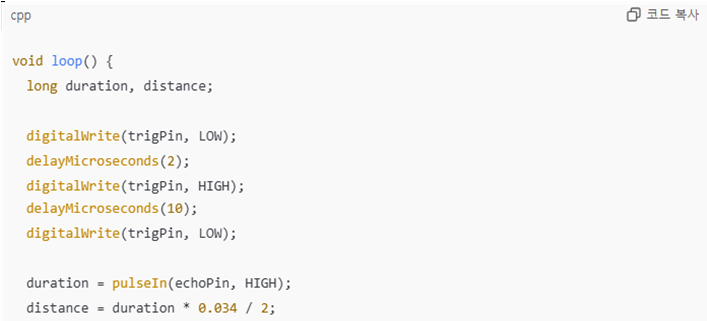 cpp
코드 복사
void loop() {
  long duration, distance;
  digitalWrite(trigPin, LOW);
  delayMicroseconds(2);
  digitalWrite(trigPin, HIGH);
  delayMicroseconds(10);
  digitalWrite(trigPin, LOW);
  duration = pulseIn(echoPin, HIGH);
  distance = duration * 0.034 / 2;